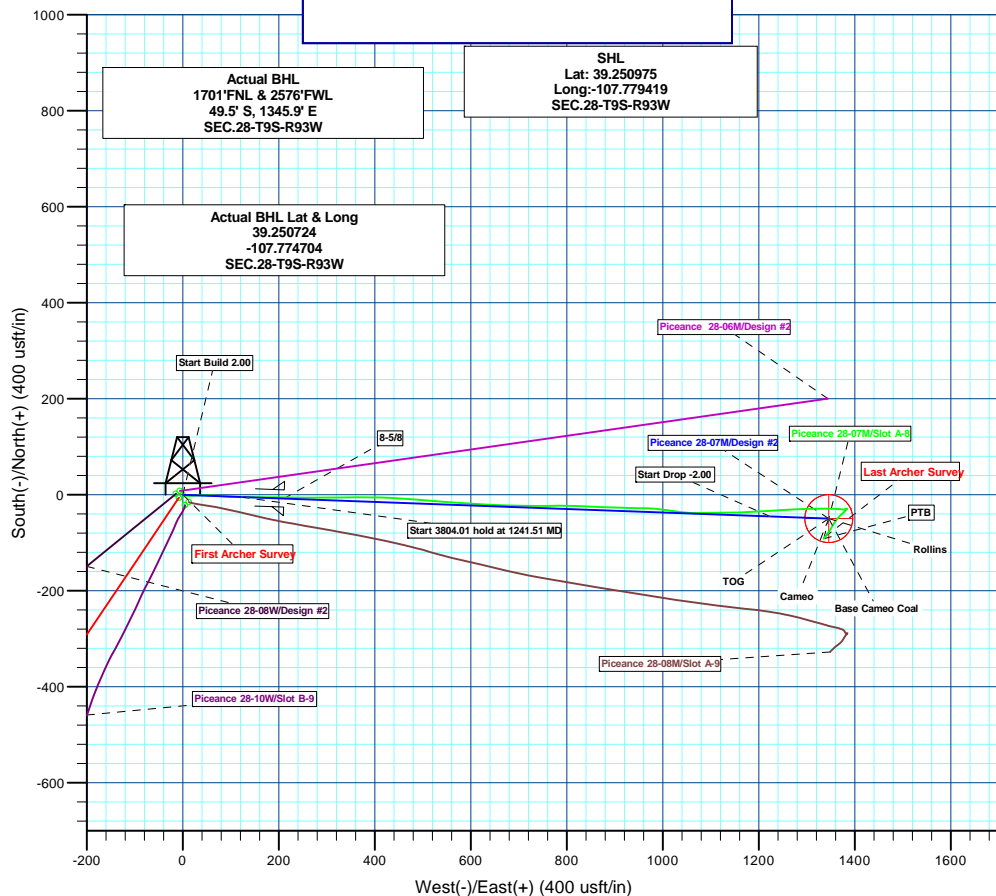 Actual BHL
1701'FNL & 2576'FWL
49.5' S, 1345.9' E
SEC.28-T9S-R93W
SHL
Lat: 39.250975
Long:-107.779419
SEC.28-T9S-R93W
Actual BHL Lat & Long
39.250724
-107.774704
SEC.28-T9S-R93W
1000
800
600
400
200
0
-200
-400
-600
South(-)/North(+) (400 usft/in)
Start Build 2.00
8-5/8
Piceance 28-06M/Design #2
Piceance 28-07M/Design #2
Piceance 28-07M/Slot A-8
Start Drop -2.00
Last Archer Survey
PTB
Rollins
Start 3804.01 hold at 1241.51 MD
First Archer Survey
TOG
Cameo
Base Cameo Coal
Piceance 28-08W/Design #2
Piceance 28-08M/Slot A-9
Piceance 28-10W/Slot B-9
-200
0
200
400
600
800
1000
1200
1400
1600
West(-)/East(+) (400 usft/in)